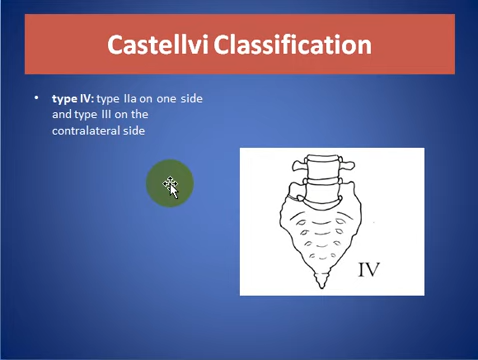 Castellvi Classification
• type IV: type IIa on one side
and type III on the
contralateral side
IV